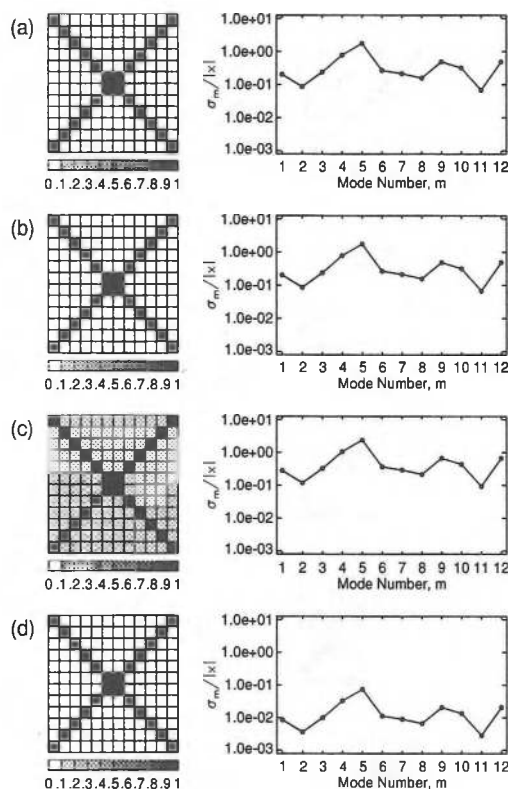 (a)
0.1.2.3.4.5.6.7.8.9 1
σm/|x|
1.0e+01
1.0e+00
1.0e-01
1.0e-02
1.0e-03
1 2 3 4 5 6 7 8 9 10 11 12
Mode Number, m
(b)
0.1.2.3.4.5.6.7.8.9 1
σm/|x|
1.0e+01
1.0e+00
1.0e-01
1.0e-02
1.0e-03
1 2 3 4 5 6 7 8 9 10 11 12
Mode Number, m
(c)
0.1.2.3.4.5.6.7.8.9 1
σm/|x|
1.0e+01
1.0e+00
1.0e-01
1.0e-02
1.0e-03
1 2 3 4 5 6 7 8 9 10 11 12
Mode Number, m
(d)
0.1.2.3.4.5.6.7.8.9 1
σm/|x|
1.0e+01
1.0e+00
1.0e-01
1.0e-02
1.0e-03
1 2 3 4 5 6 7 8 9 10 11 12
Mode Number, m